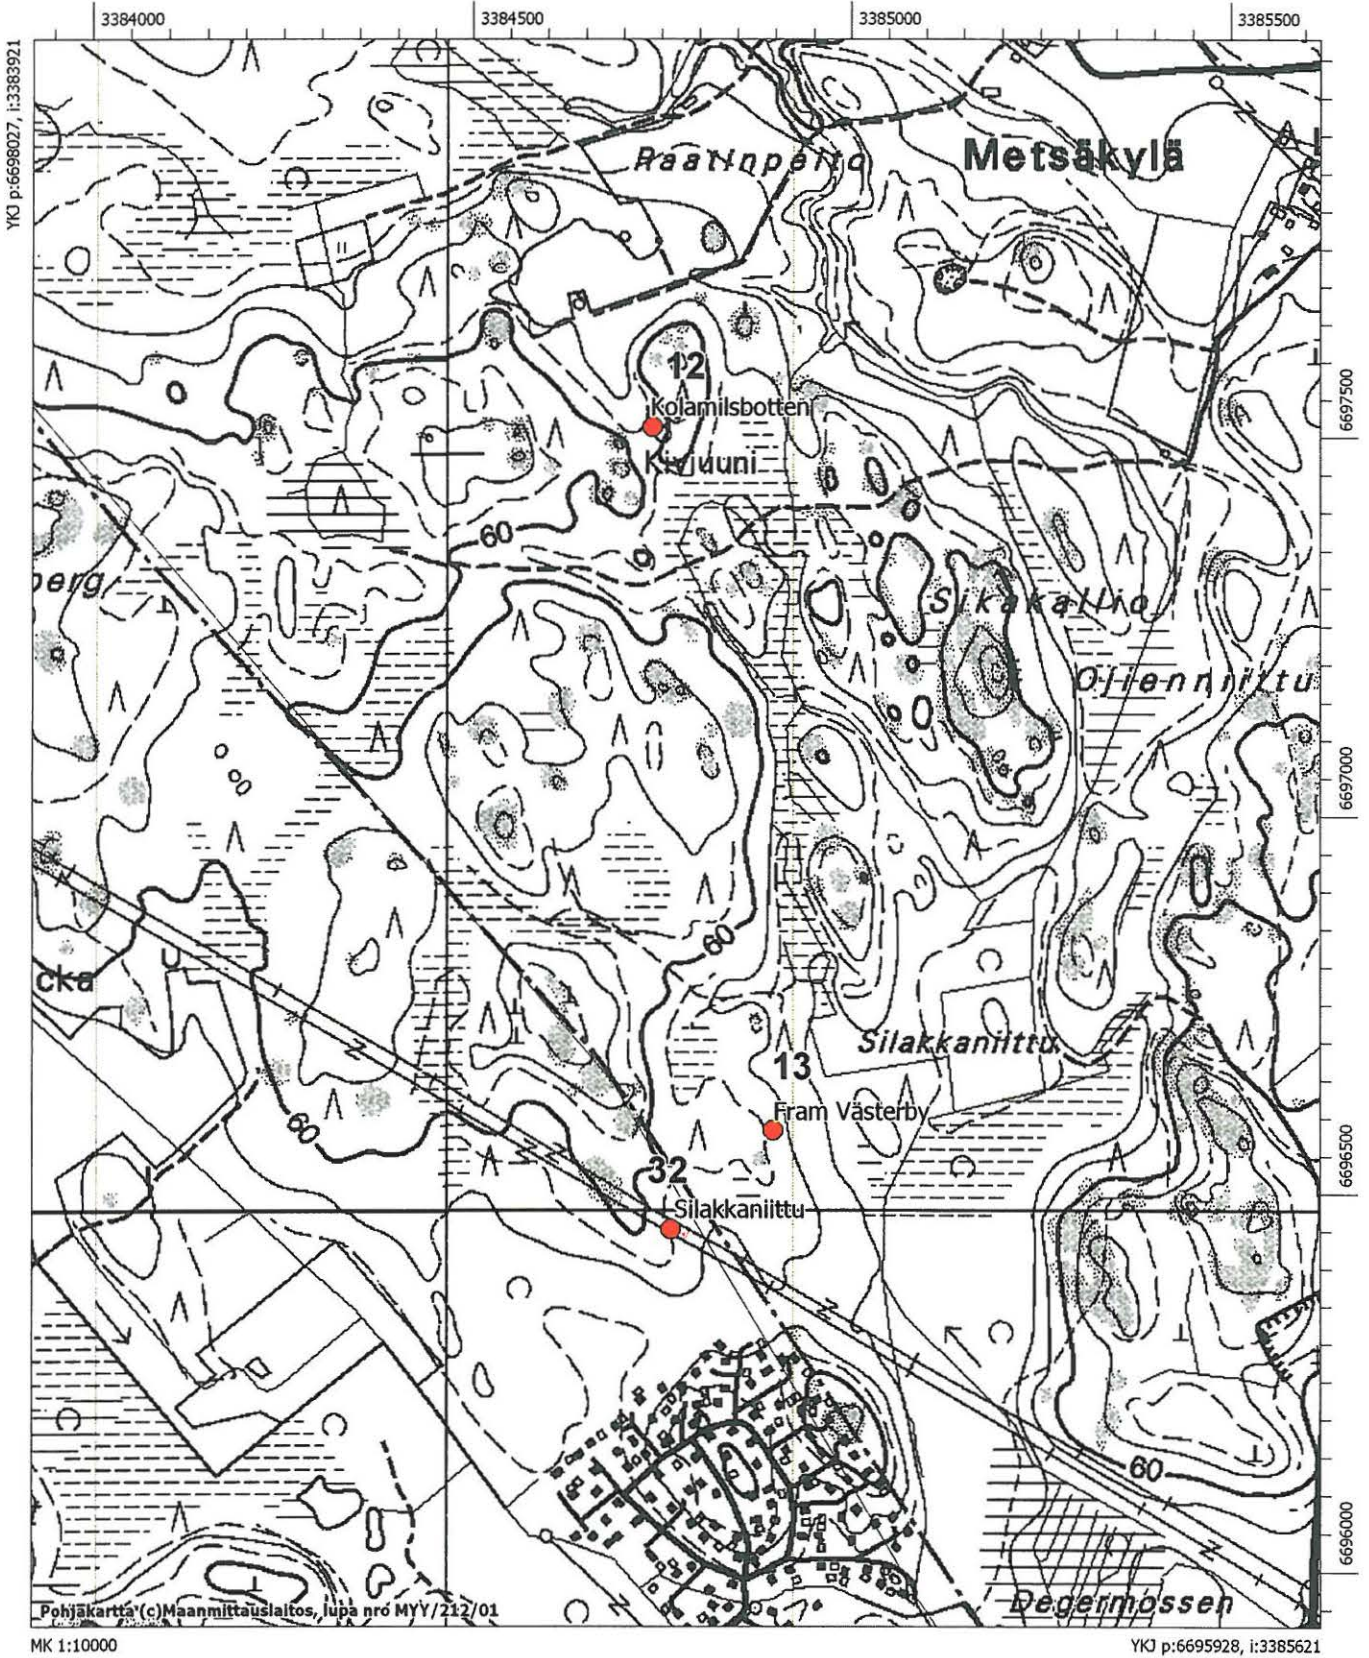 3384000
3384500
3385000
3385500
YKJ p:6698027, i:3383921
Metsäkylä
Raatinpelto
6697500
12
Kolamilsbotten
Kivjuuni
60
berg
Sikakallio
Ojienniittu
6697000
60
cka
Silakkaniittu
13
60
Fram Västerby
6696500
32
Silakkaniittu
60
6696000
Degermossen
Pohjakartta (c)Maanmittauslaitos, lupa nro MYY/212/01
MK 1:10000
YKJ p:6695928, i:3385621